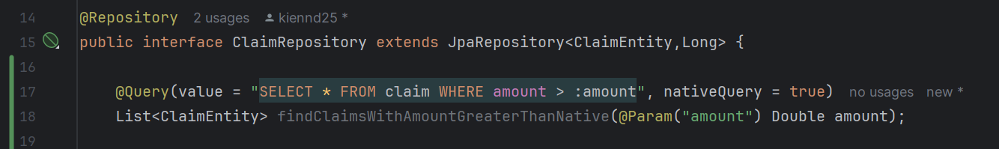 14 @Repository 2 usages kiennd25 *
15 public interface ClaimRepository extends JpaRepository<ClaimEntity,Long> {
16
17 @Query(value = "SELECT * FROM claim WHERE amount > :amount", nativeQuery = true) no usages new *
18 List<ClaimEntity> findClaimsWithAmountGreaterThanNative(@Param("amount") Double amount);
19